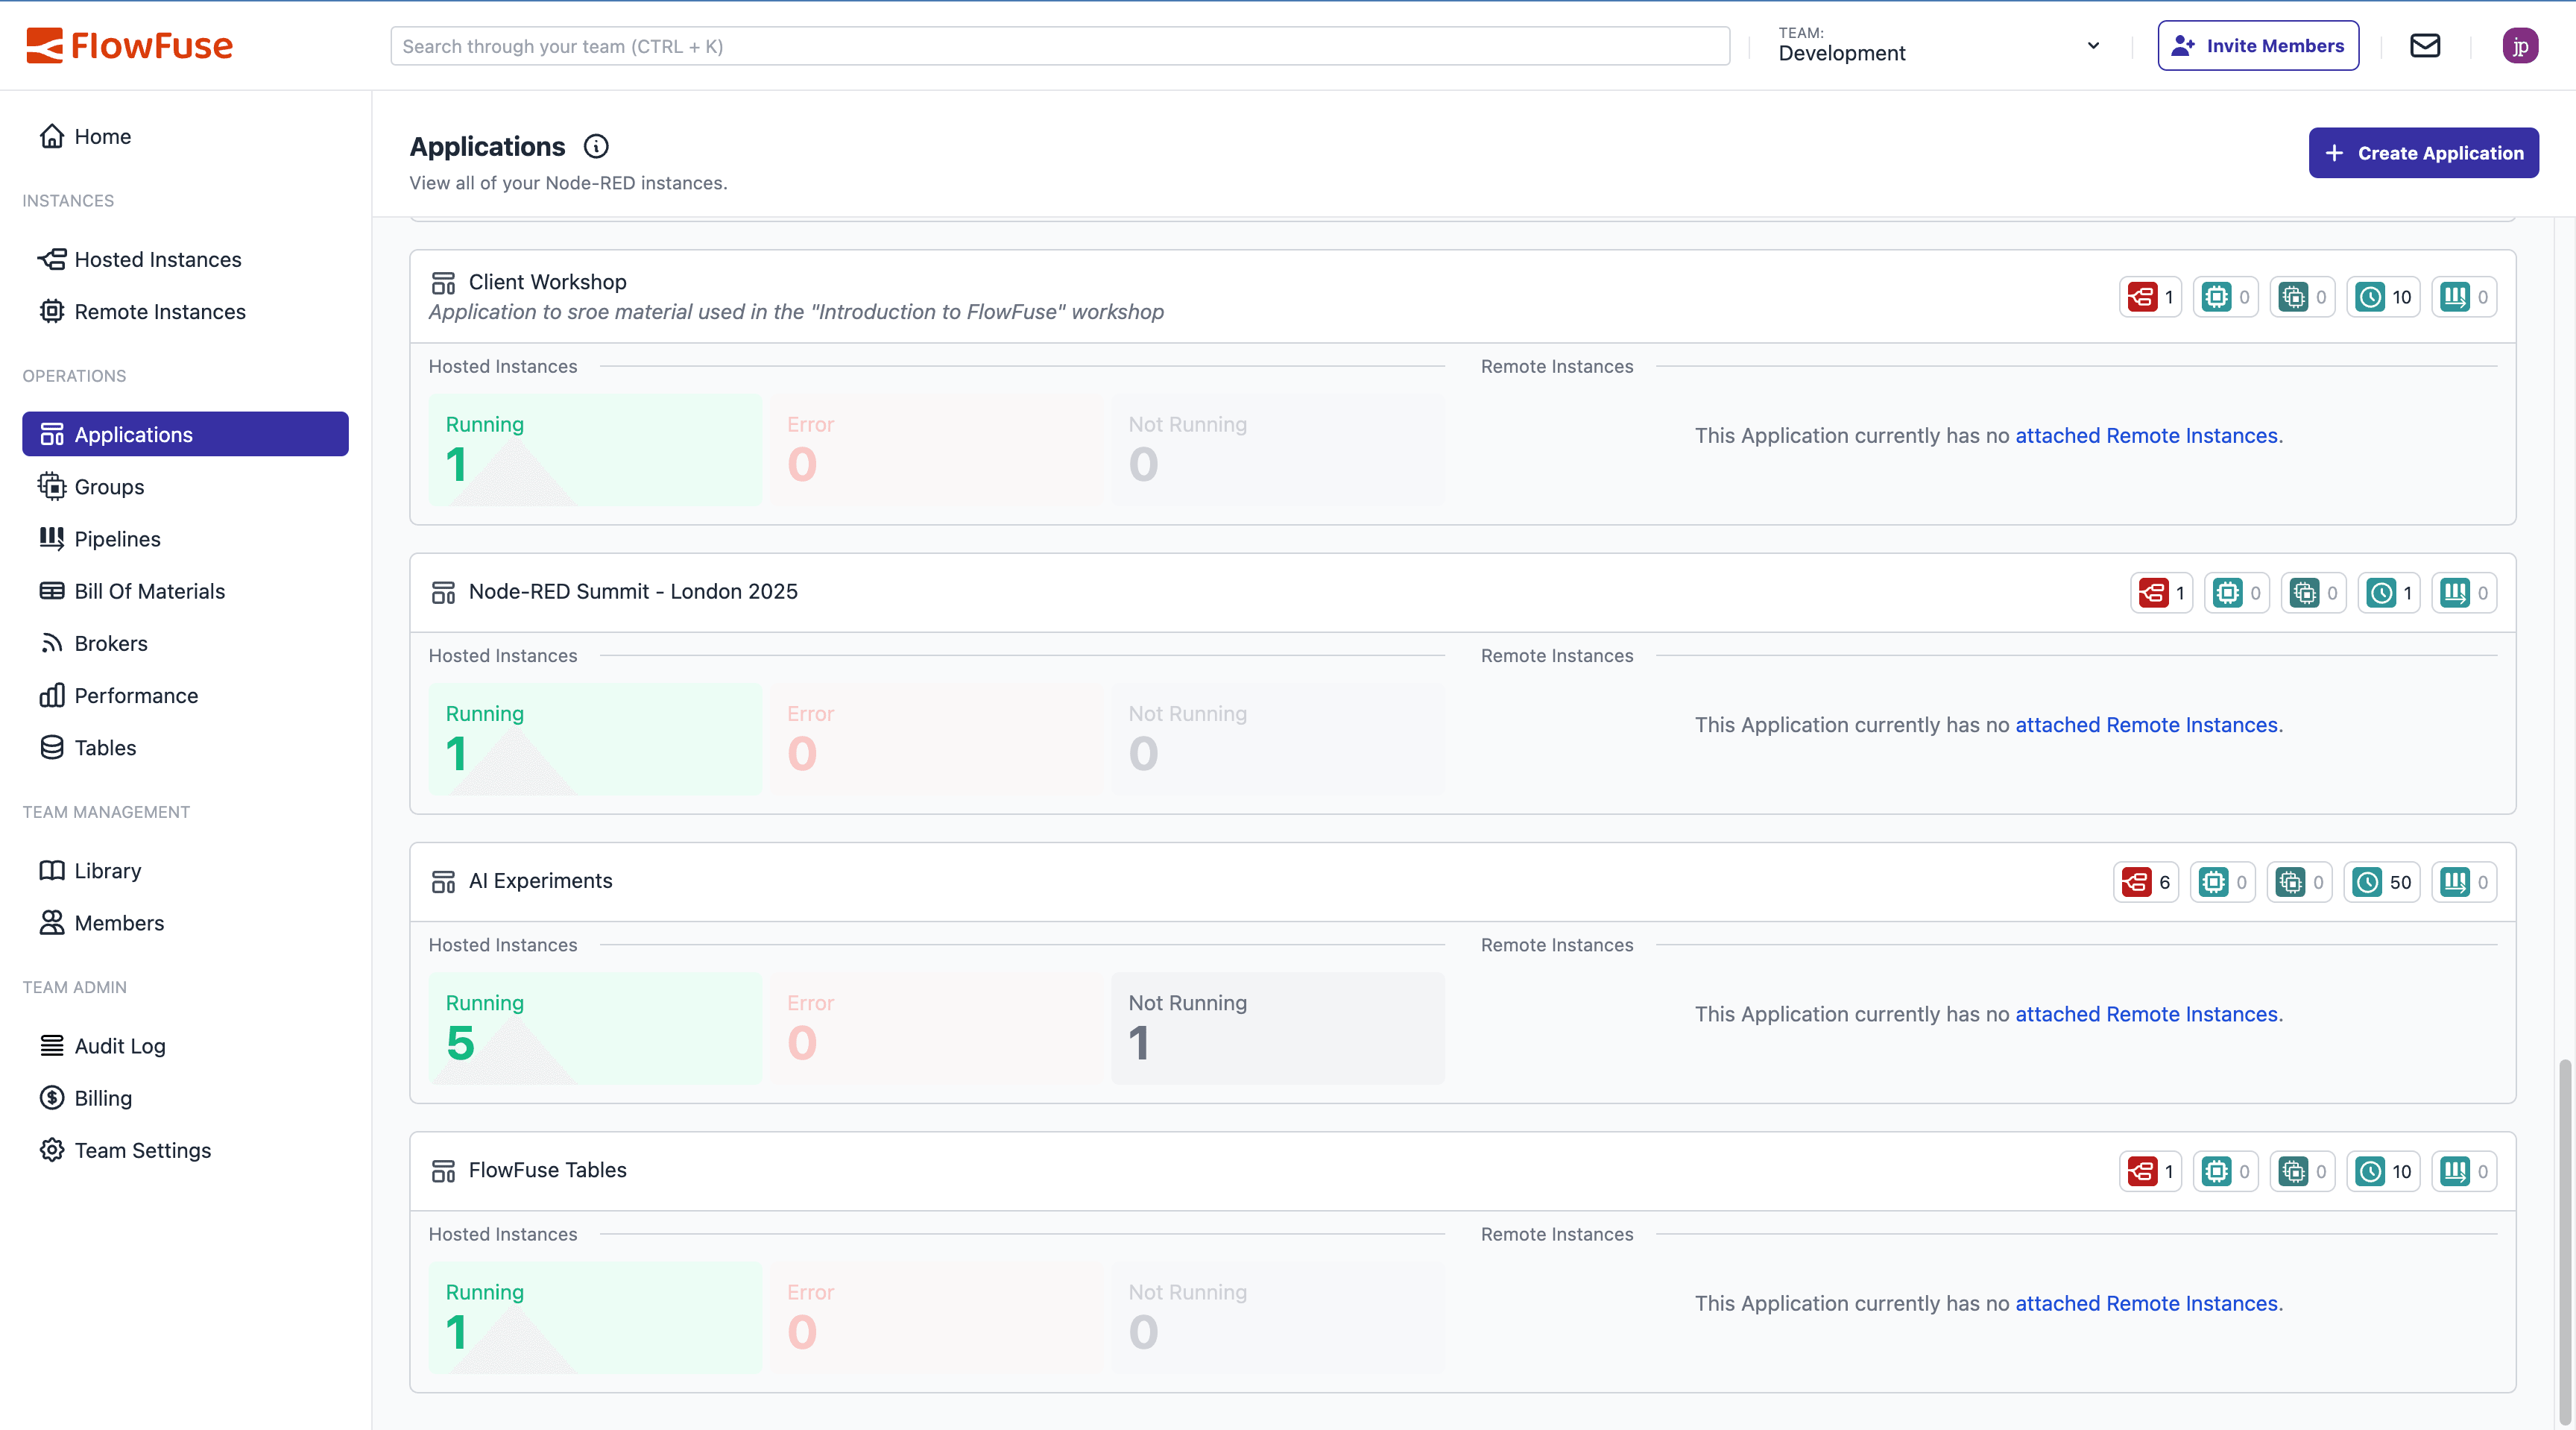 FlowFuse
Search through your team (CTRL + K)
TEAM:
Development
Invite Members
jp
Home
INSTANCES
Hosted Instances
Remote Instances
OPERATIONS
Applications
Groups
Pipelines
Bill Of Materials
Brokers
Performance
Tables
TEAM MANAGEMENT
Library
Members
TEAM ADMIN
Audit Log
Billing
Team Settings
Applications
View all of your Node-RED instances.
Create Application
Client Workshop
Application to sroe material used in the "Introduction to FlowFuse" workshop
1 0 0 10 0
Hosted Instances
Running
1
Error
0
Not Running
0
Remote Instances
This Application currently has no attached Remote Instances.
Node-RED Summit - London 2025
1 0 0 1 0
Hosted Instances
Running
1
Error
0
Not Running
0
Remote Instances
This Application currently has no attached Remote Instances.
AI Experiments
6 0 0 50 0
Hosted Instances
Running
5
Error
0
Not Running
1
Remote Instances
This Application currently has no attached Remote Instances.
FlowFuse Tables
1 0 0 10 0
Hosted Instances
Running
1
Error
0
Not Running
0
Remote Instances
This Application currently has no attached Remote Instances.